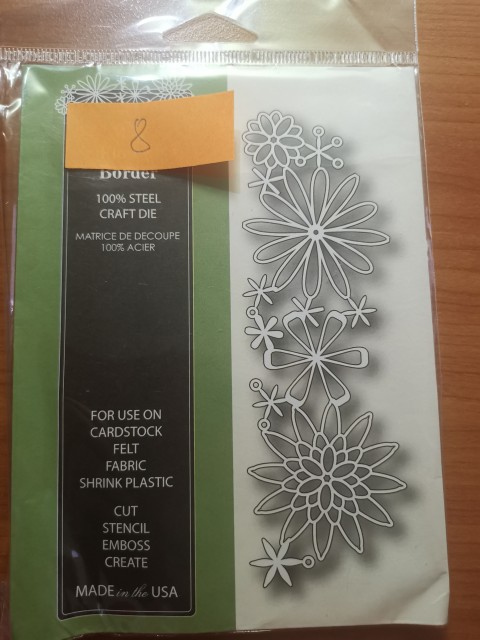 8
Border
100% STEEL
CRAFT DIE
MATRICE DE DECOUPE
100% ACIER
FOR USE ON
CARDSTOCK
FELT
FABRIC
SHRINK PLASTIC
CUT
STENCIL
EMBOSS
CREATE
MADE in the USA